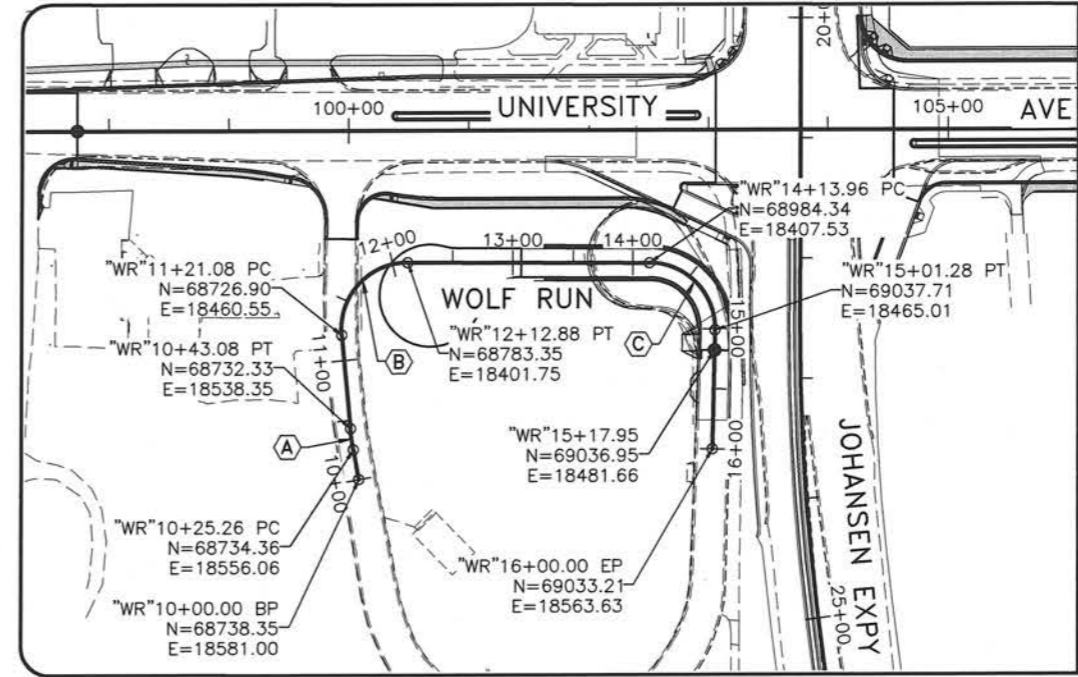 20+00
100+00
UNIVERSITY
105+00
AVE
"WR"14+13.96 PC
N=68984.34
E=18407.53
12+00
13+00
14+00
"WR"11+21.08 PC
N=68726.90
E=18460.55
WOLF RUN
"WR"15+01.28 PT
N=69037.71
E=18465.01
15+00
"WR"12+12.88 PT
N=68783.35
E=18401.75
B
C
"WR"10+43.08 PT
N=68732.33
E=18538.35
11+00
A
10+00
"WR"15+17.95
N=69036.95
E=18481.66
16+00
JOHANSEN EXPY
"WR"10+25.26 PC
N=68734.36
E=18556.06
"WR"16+00.00 EP
N=69033.21
E=18563.63
25+00
"WR"10+00.00 BP
N=68738.35
E=18581.00